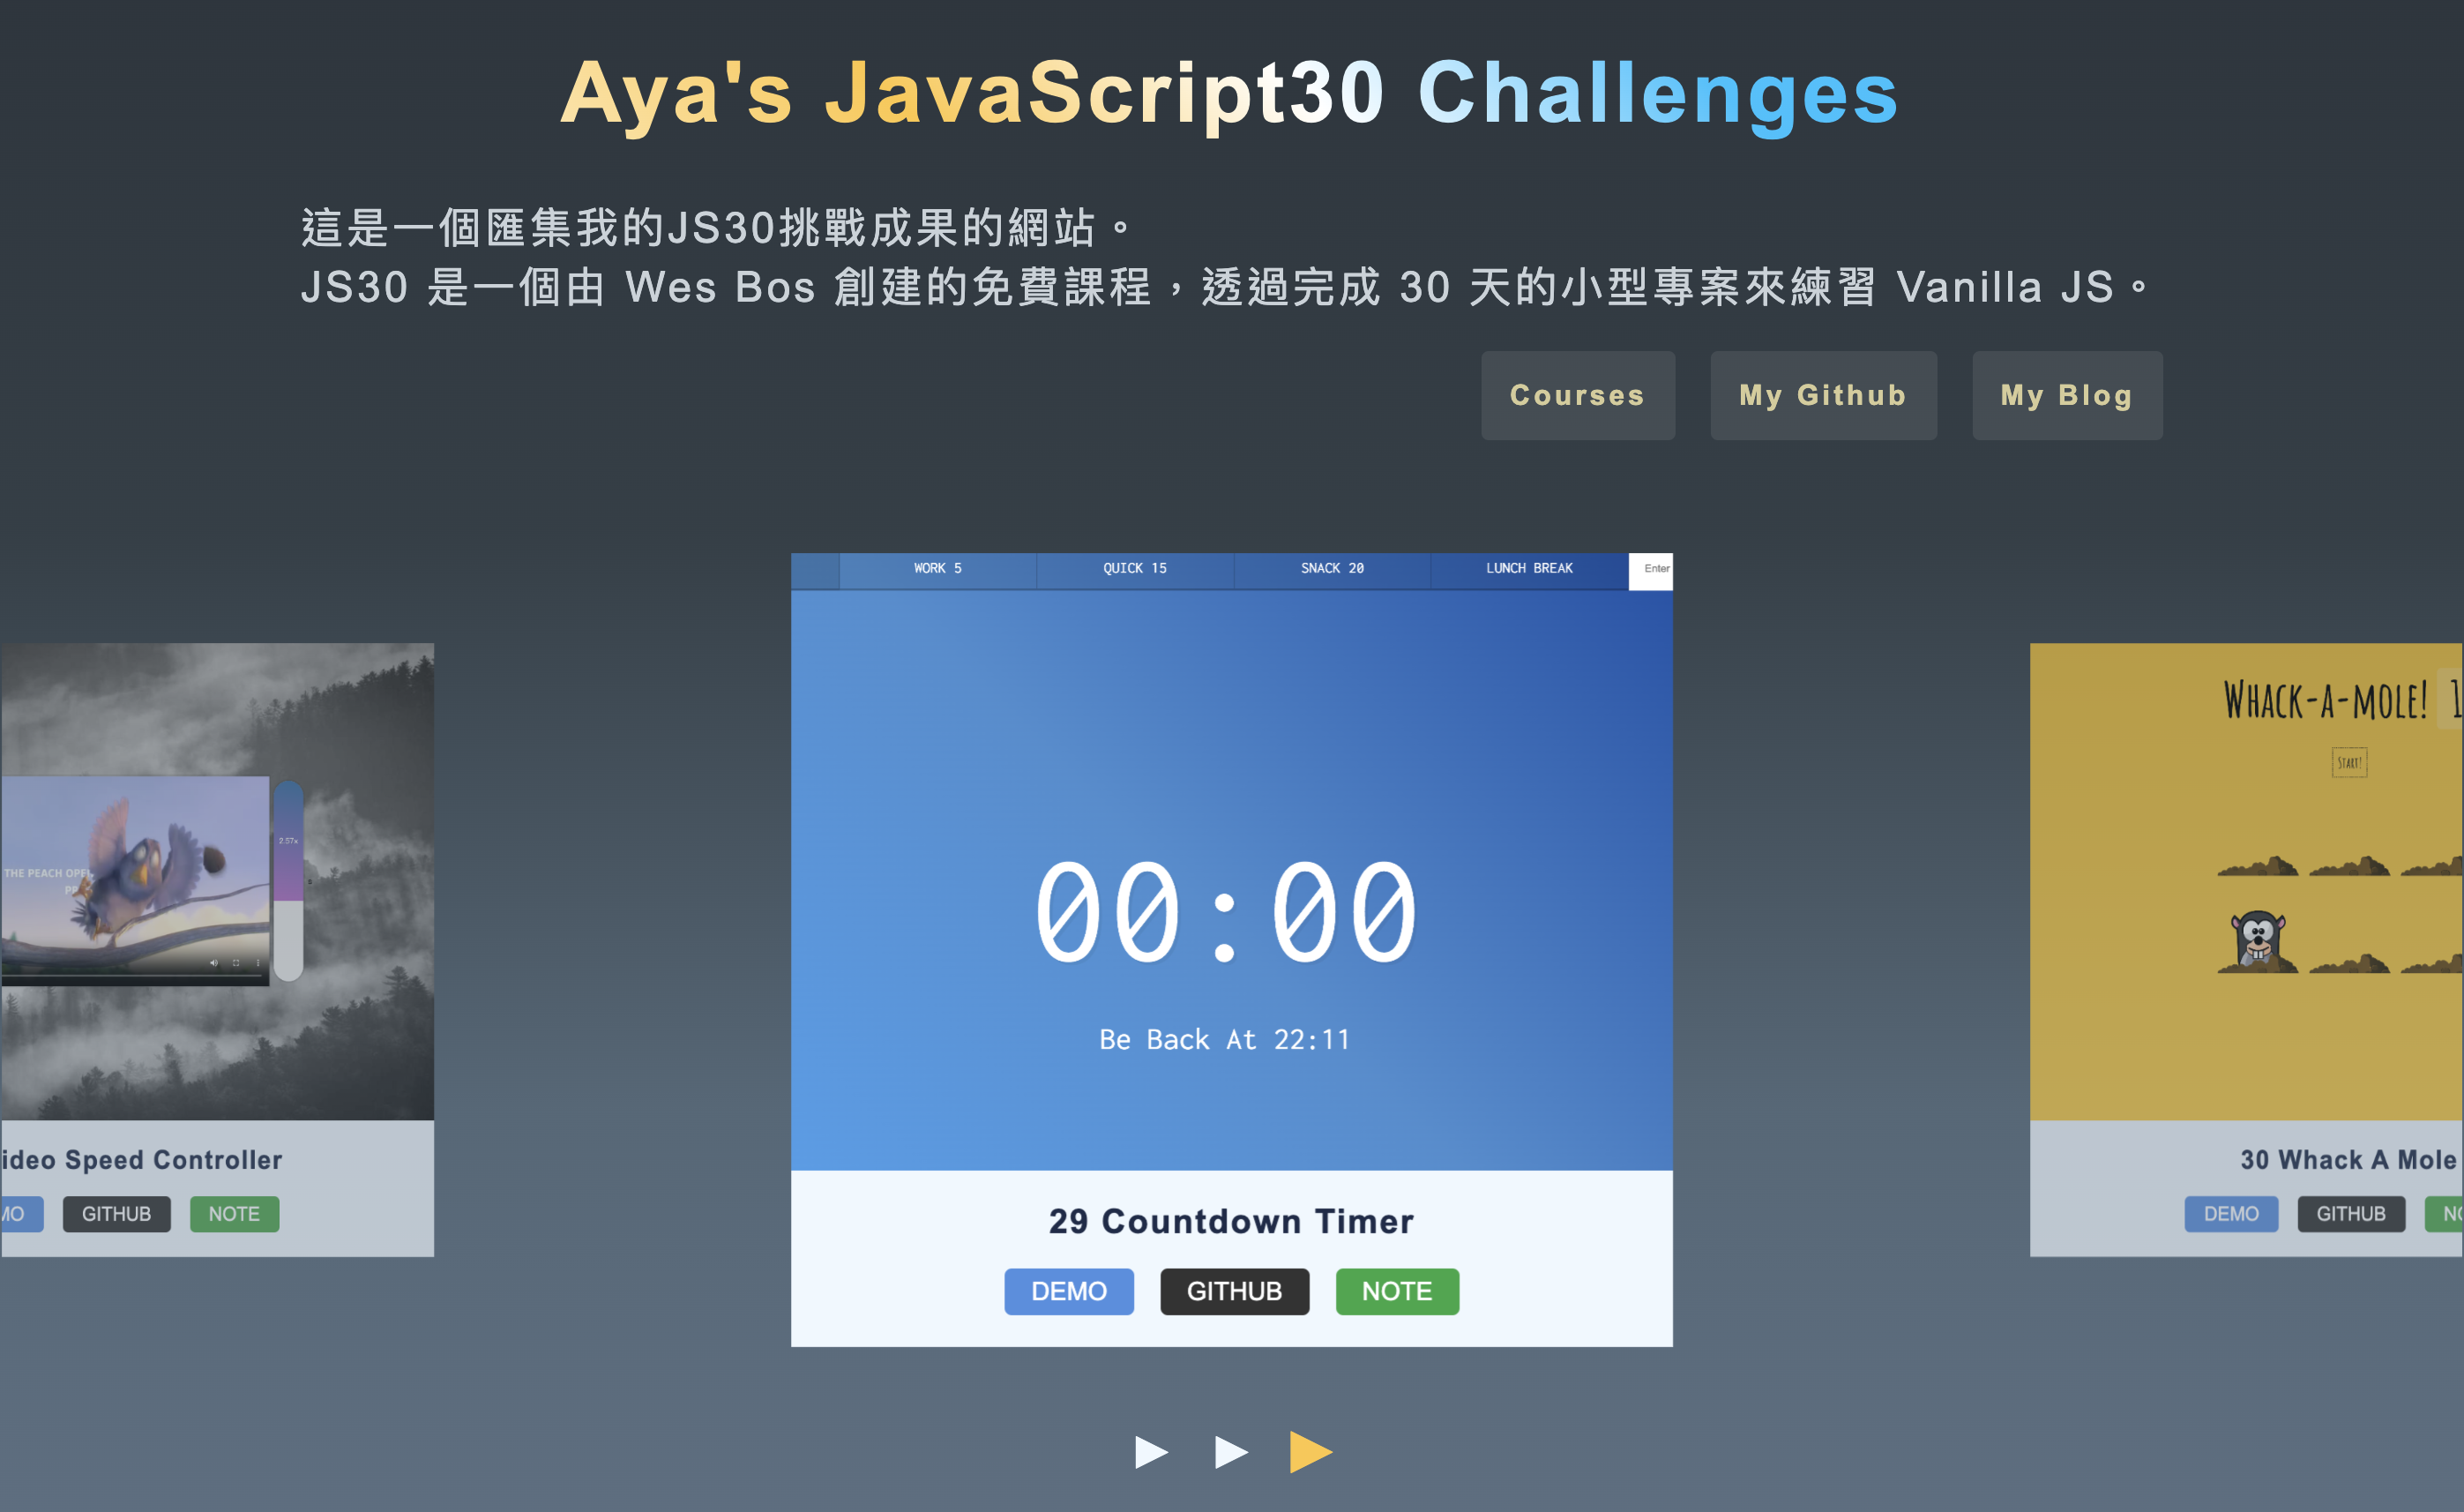 Aya's JavaScript30 Challenges
這是一個匯集我的JS30挑戰成果的網站。
JS30 是一個由 Wes Bos 創建的免費課程，透過完成 30 天的小型專案來練習 Vanilla JS。
Courses
My Github
My Blog
2.57×
THE PEACH OPE
ideo Speed Controller
MO
GITHUB
NOTE
WORK 5
QUICK 15
SNACK 20
LUNCH BREAK
Enter
00:00
Be Back At 22:11
29 Countdown Timer
DEMO
GITHUB
NOTE
WHACK-A-MOLE! 1
START!
30 Whack A Mole
DEMO
GITHUB